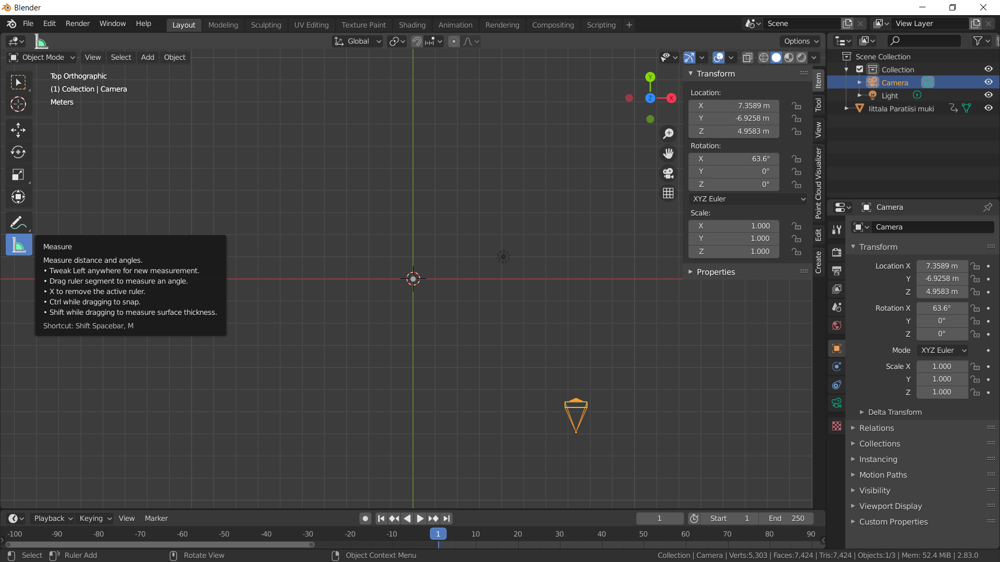 Blender
File Edit Render Window Help Layout Modeling Sculpting UV Editing Texture Paint Shading Animation Rendering Compositing Scripting + Scene View Layer
Global Options
Object Mode View Select Add Object
Top Orthographic
(1) Collection | Camera
Meters
Measure
Measure distance and angles.
• Tweak Left anywhere for new measurement.
• Drag ruler segment to measure an angle.
• X to remove the active ruler.
• Ctrl while dragging to snap.
• Shift while dragging to measure surface thickness.
Shortcut: Shift Spacebar, M
Y
Z X
Transform
Location:
X 7.3589 m
Y -6.9258 m
Z 4.9583 m
Rotation:
X 63.6°
Y 0°
Z 0°
XYZ Euler
Scale:
X 1.000
Y 1.000
Z 1.000
Properties
Item
Tool
View
Point Cloud Visualizer
Edit
Create
Scene Collection
Collection
Camera
Light
Iittala Paratiisi muki
Camera
Camera
Transform
Location X 7.3589 m
Y -6.9258 m
Z 4.9583 m
Rotation X 63.6°
Y 0°
Z 0°
Mode XYZ Euler
Scale X 1.000
Y 1.000
Z 1.000
Delta Transform
Relations
Collections
Instancing
Motion Paths
Visibility
Viewport Display
Custom Properties
Playback Keying View Marker 1 Start 1 End 250
-100 -90 -80 -70 -60 -50 -40 -30 -20 -10 1 10 20 30 40 50 60 70 80 90
Select Ruler Add Rotate View Object Context Menu Collection | Camera | Verts:5,303 | Faces:7,424 | Tris:7,424 | Objects:1/3 | Mem: 52.4 MiB | 2.83.0